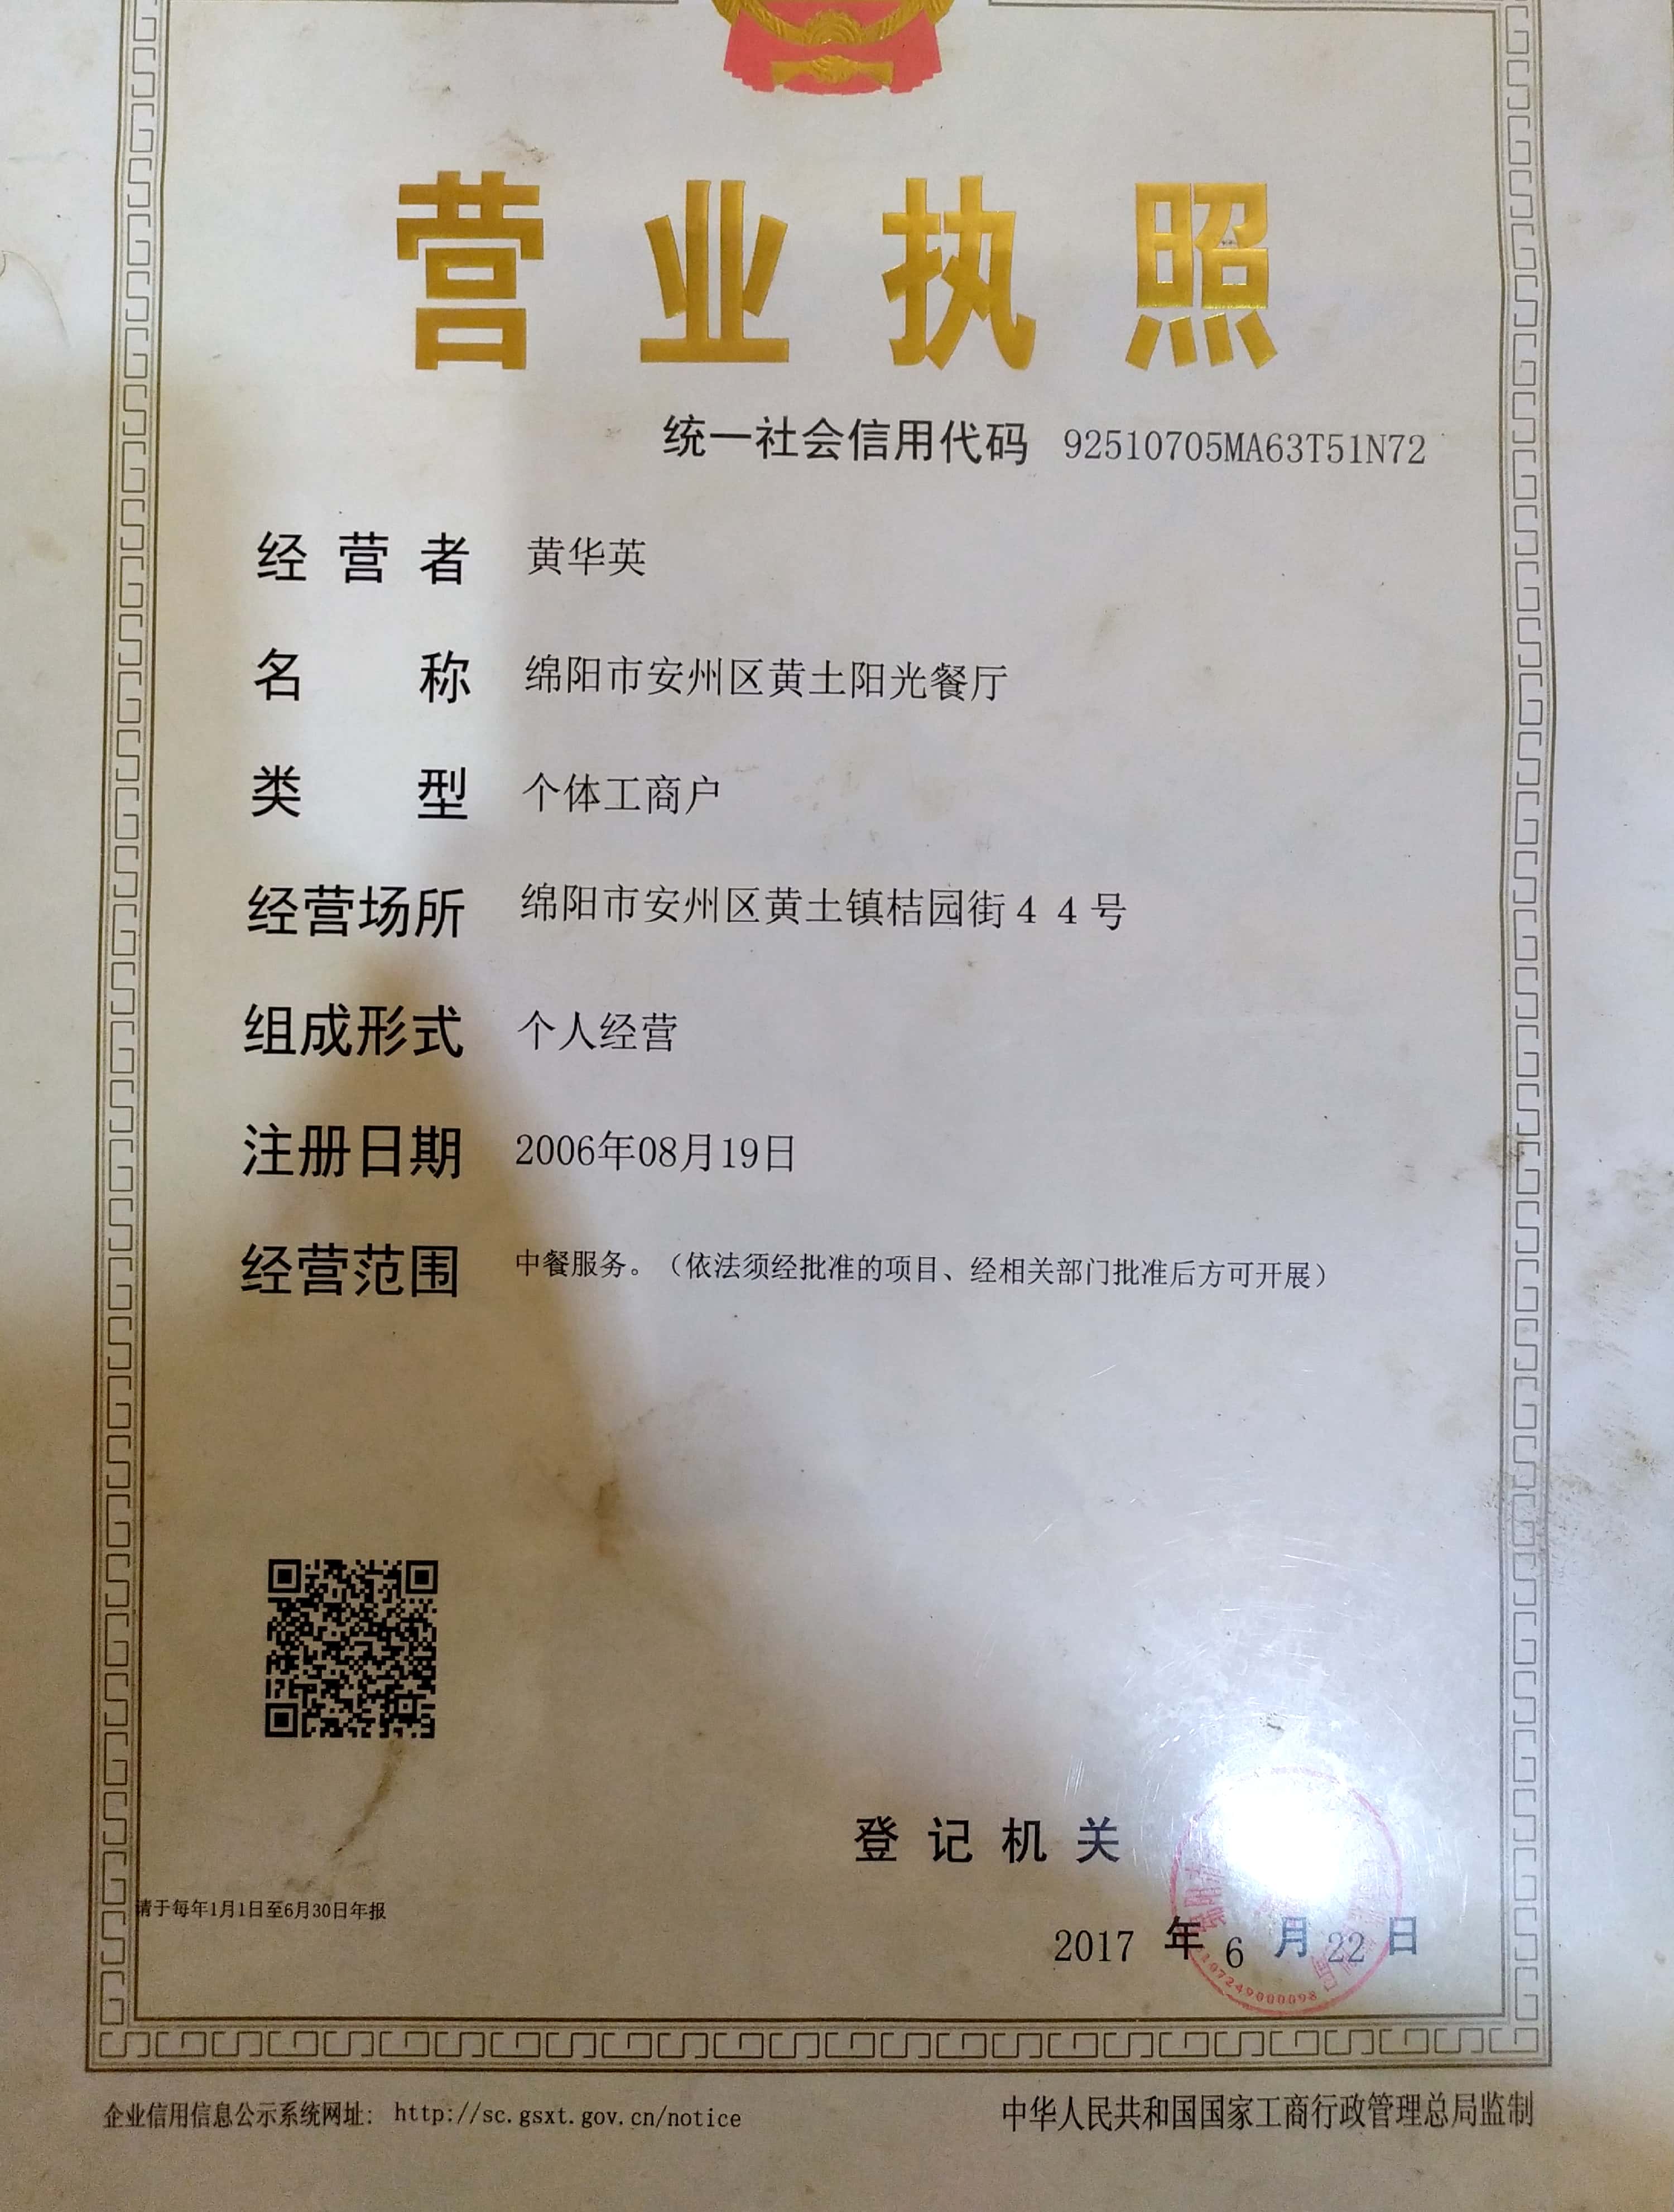 营业执照
统一社会信用代码 92510705MA63T51N72
经营者 黄华英
名称 绵阳市安州区黄土阳光餐厅
类型 个体工商户
经营场所 绵阳市安州区黄土镇桔园街４４号
组成形式 个人经营
注册日期 2006年08月19日
经营范围 中餐服务。（依法须经批准的项目、经相关部门批准后方可开展）
登记机关
请于每年1月1日至6月30日年报
2017 年 6 月 22 日
企业信用信息公示系统网址: http://sc.gsxt.gov.cn/notice
中华人民共和国国家工商行政管理总局监制